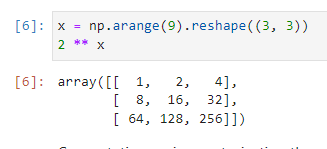 [6]: x = np.arange(9).reshape((3, 3))
2 ** x
[6]: array([[  1,   2,   4],
       [  8,  16,  32],
       [ 64, 128, 256]])